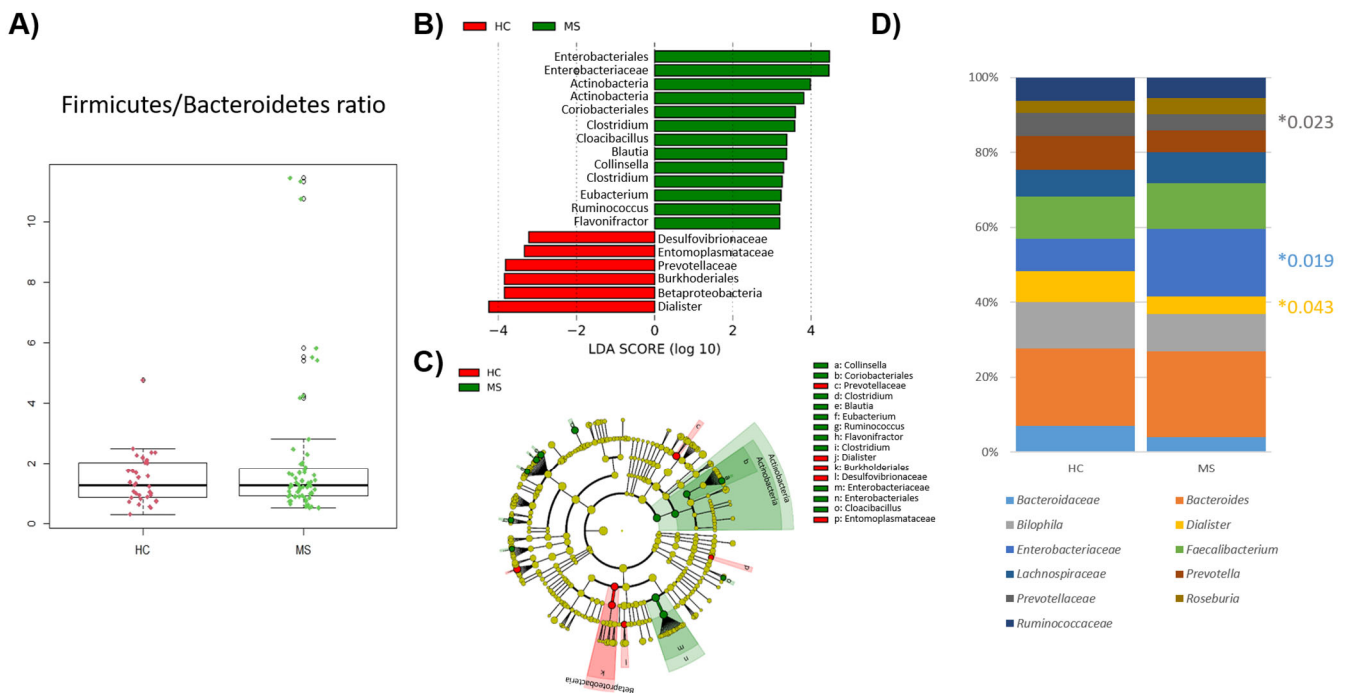 A)
Firmicutes/Bacteroidetes ratio
10
8
6
4
2
0
HC
MS
B)
HC
MS
Enterobacteriales
Enterobacteriaceae
Actinobacteria
Actinobacteria
Coriobacteriales
Clostridium
Cloacibacillus
Blautia
Collinsella
Clostridium
Eubacterium
Ruminococcus
Flavonifractor
Desulfovibrionaceae
Entomoplasmataceae
Prevotellaceae
Burkhoderiales
Betaproteobacteria
Dialister
−4 −2 0 2 4
LDA SCORE (log 10)
C)
HC
MS
a: Collinsella
b: Coriobacteriales
c: Prevotellaceae
d: Clostridium
e: Blautia
f: Eubacterium
g: Ruminococcus
h: Flavonifractor
i: Clostridium
j: Dialister
k: Burkholderiales
l: Desulfovibrionaceae
m: Enterobacteriaceae
n: Enterobacteriales
o: Cloacibacillus
p: Entomoplasmataceae
c
b
Actinobacteria
Actinobacteria
p
m
n
l
k
Betaproteobacteria
D)
100%
80%
60%
40%
20%
0%
HC
MS
*0.023
*0.019
*0.043
Bacteroidaceae
Bacteroides
Bilophila
Dialister
Enterobacteriaceae
Faecalibacterium
Lachnospiraceae
Prevotella
Prevotellaceae
Roseburia
Ruminococcaceae